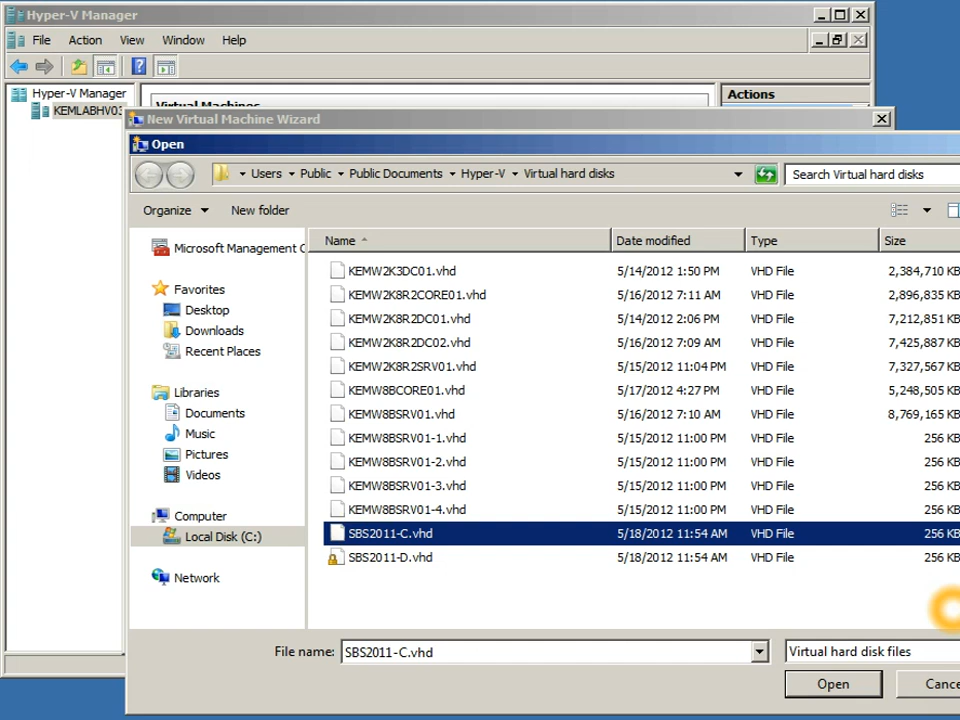 Hyper-V Manager
File Action View Window Help
Hyper-V Manager
KEMLABHV03
Virtual Machines
Actions
New Virtual Machine Wizard
Open
Users Public Public Documents Hyper-V Virtual hard disks
Search Virtual hard disks
Organize New folder
Name Date modified Type Size
Microsoft Management C
Favorites
Desktop
Downloads
Recent Places
Libraries
Documents
Music
Pictures
Videos
Computer
Local Disk (C:)
Network
KEMW2K3DC01.vhd 5/14/2012 1:50 PM VHD File 2,384,710 KB
KEMW2K8R2CORE01.vhd 5/16/2012 7:11 AM VHD File 2,896,835 KB
KEMW2K8R2DC01.vhd 5/14/2012 2:06 PM VHD File 7,212,851 KB
KEMW2K8R2DC02.vhd 5/16/2012 7:09 AM VHD File 7,425,887 KB
KEMW2K8R2SRV01.vhd 5/15/2012 11:04 PM VHD File 7,327,567 KB
KEMW8BCORE01.vhd 5/17/2012 4:27 PM VHD File 5,248,505 KB
KEMW8BSRV01.vhd 5/16/2012 7:10 AM VHD File 8,769,165 KB
KEMW8BSRV01-1.vhd 5/15/2012 11:00 PM VHD File 256 KB
KEMW8BSRV01-2.vhd 5/15/2012 11:00 PM VHD File 256 KB
KEMW8BSRV01-3.vhd 5/15/2012 11:00 PM VHD File 256 KB
KEMW8BSRV01-4.vhd 5/15/2012 11:00 PM VHD File 256 KB
SBS2011-C.vhd 5/18/2012 11:54 AM VHD File 256 KB
SBS2011-D.vhd 5/18/2012 11:54 AM VHD File 256 KB
File name: SBS2011-C.vhd
Virtual hard disk files
Open Cance